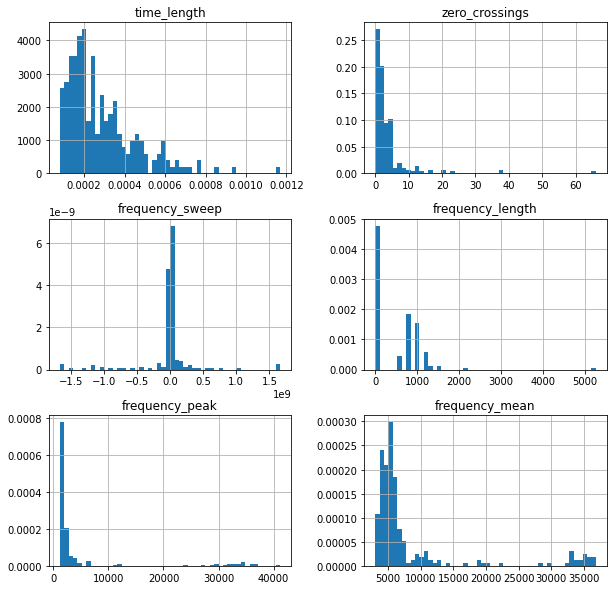 time_length
4000
3000
2000
1000
0
0.0002 0.0004 0.0006 0.0008 0.0010 0.0012
zero_crossings
0.25
0.20
0.15
0.10
0.05
0.00
0 10 20 30 40 50 60
frequency_sweep
1e−9
6
4
2
0
−1.5 −1.0 −0.5 0.0 0.5 1.0 1.5
1e9
frequency_length
0.005
0.004
0.003
0.002
0.001
0.000
0 1000 2000 3000 4000 5000
frequency_peak
0.0008
0.0006
0.0004
0.0002
0.0000
0 10000 20000 30000 40000
frequency_mean
0.00030
0.00025
0.00020
0.00015
0.00010
0.00005
0.00000
5000 10000 15000 20000 25000 30000 35000